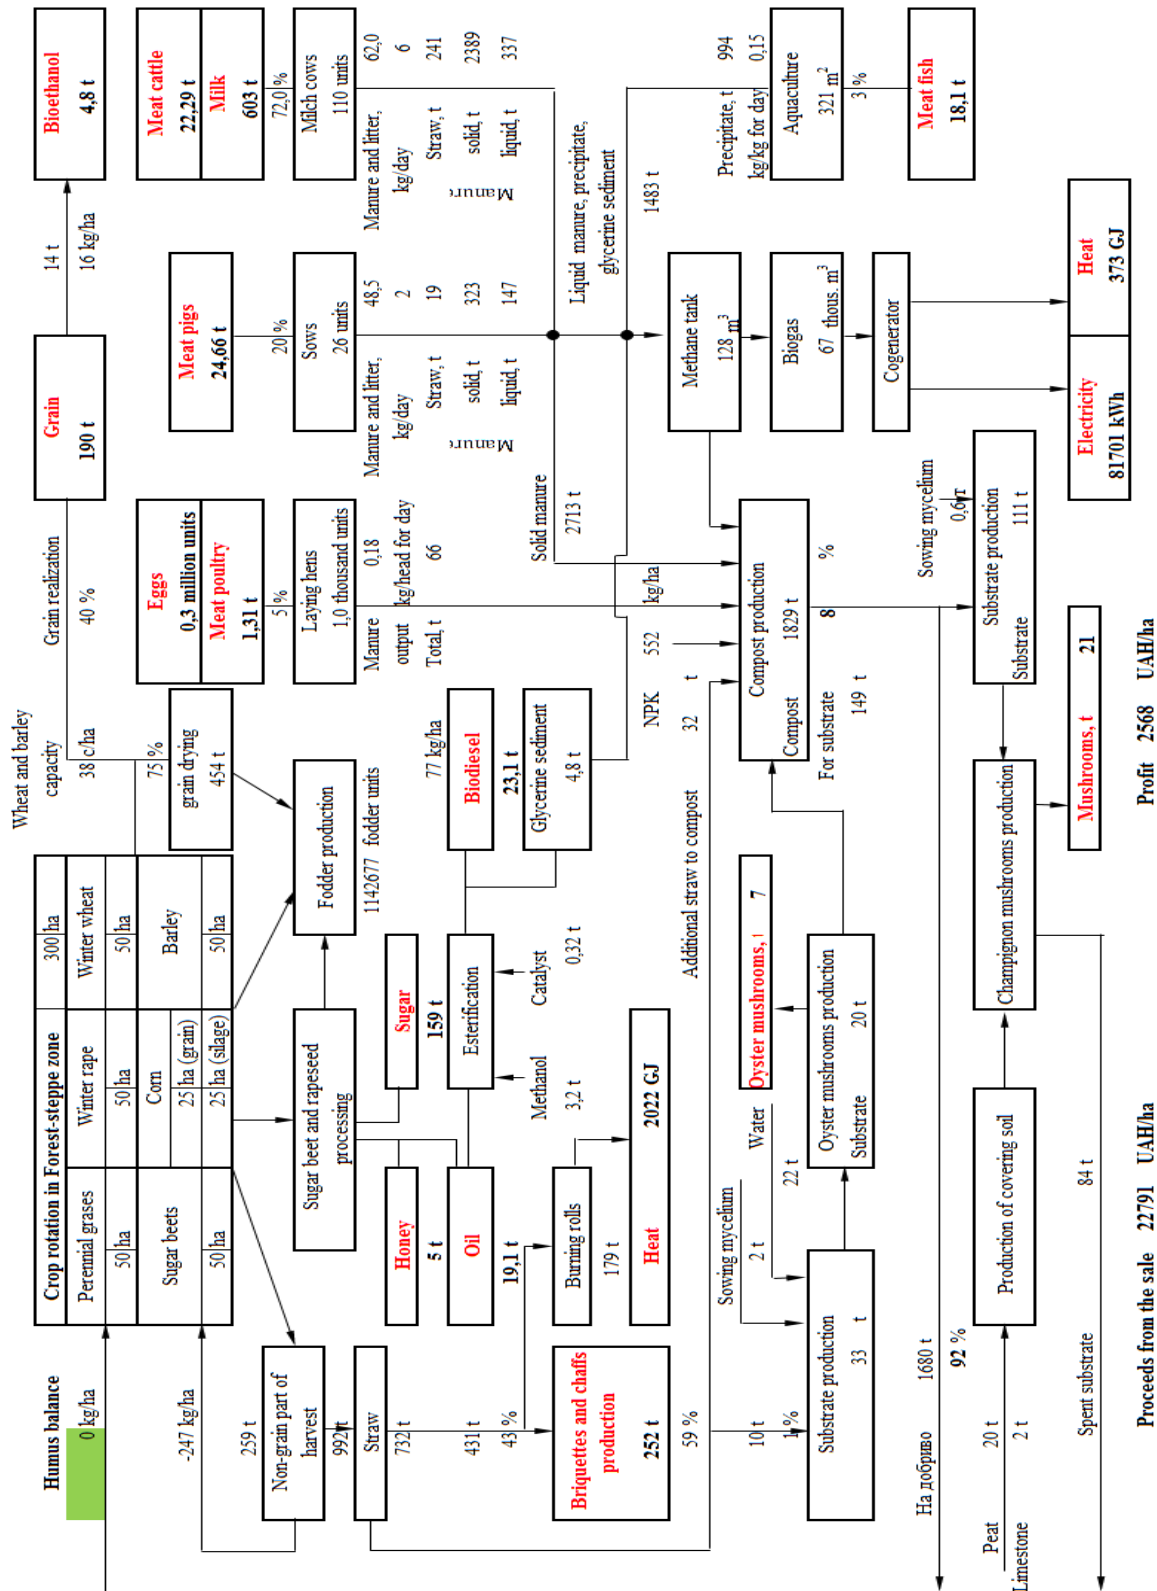 Humus balance
0 kg/ha
-247 kg/ha
Crop rotation in Forest-steppe zone
300 ha
Perennial grases
Winter rape
Winter wheat
50 ha
50 ha
50 ha
Sugar beets
Corn
Barley
25 ha (grain)
50 ha
25 ha (silage)
50 ha
Wheat and barley
capacity
38 c/ha
75 %
grain drying
454 t
Grain realization
40 %
Grain
190 t
14 t
16 kg/ha
Bioethanol
4,8 t
Eggs
0,3 million units
Meat poultry
1,31 t
5 %
Laying hens
1,0 thousand units
Manure
output
0,18
kg/head for day
Total, t
66
Meat pigs
24,66 t
20 %
Sows
26 units
Manure and litter,
kg/day
48,5
2
Straw, t
19
solid, t
323
liquid, t
147
Manure
Meat cattle
22,29 t
Milk
603 t
72,0 %
Milch cows
110 units
Manure and litter,
kg/day
62,0
6
Straw, t
241
solid, t
2389
liquid, t
337
Manure
259 t
Non-grain part of
harvest
992 t
Straw
732 t
431 t
43 %
Briquettes and chaffs
production
252 t
59 %
Sugar beet and rapeseed
processing
Fodder production
1142677 fodder units
Honey
5 t
Sugar
159 t
Oil
19,1 t
Esterification
Methanol
3,2 t
Catalyst
0,32 t
77 kg/ha
Biodiesel
23,1 t
Glycerine sediment
4,8 t
Burning rolls
179 t
Heat
2022 GJ
Solid manure
2713 t
Liquid manure, precipitate,
glycerine sediment
1483 t
Precipitate, t
994
kg/kg for day
0,15
Aquaculture
321 m²
3 %
Meat fish
18,1 t
NPK
552
kg/ha
32
t
Additional straw to compost
Compost production
Compost
1829 t
For substrate
149 t
8
%
Methane tank
128 m³
Biogas
67 thous. m³
Cogenerator
Electricity
81701 kWh
Heat
373 GJ
10 t
1 %
Sowing mycelium
2 t
Water
22 t
Substrate production
33 t
Oyster mushrooms production
Substrate
20 t
Oyster mushrooms,
7
Sowing mycelium
0,6 т
Substrate production
Substrate
111 t
На добриво
1680 t
92 %
Peat
20 t
Limestone
2 t
Production of covering soil
Champignon mushrooms production
Mushrooms, t
21
Spent substrate
84 t
Proceeds from the sale 22791 UAH/ha
Profit 2568 UAH/ha